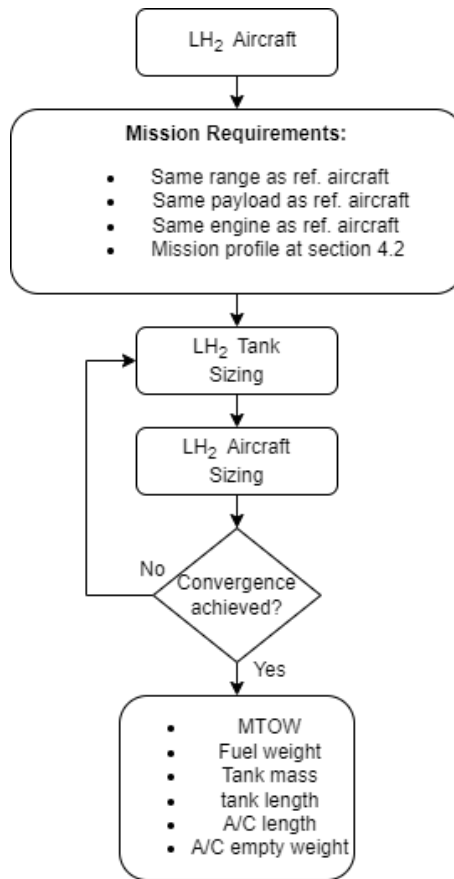 LH₂ Aircraft
Mission Requirements:
• Same range as ref. aircraft
• Same payload as ref. aircraft
• Same engine as ref. aircraft
• Mission profile at section 4.2
LH₂ Tank
Sizing
LH₂ Aircraft
Sizing
No
Convergence
achieved?
Yes
• MTOW
• Fuel weight
• Tank mass
• tank length
• A/C length
• A/C empty weight